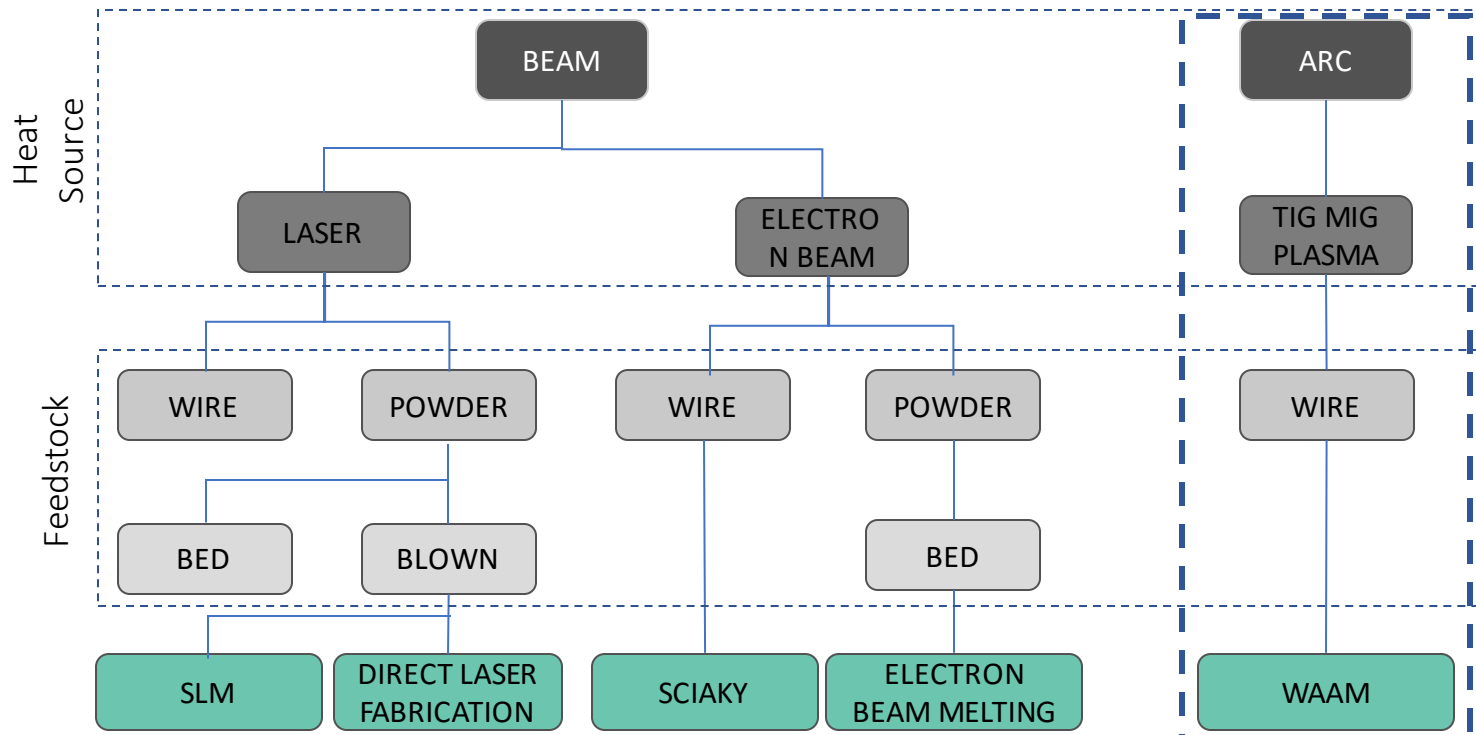 Heat
Source
BEAM
ARC
LASER
ELECTRO
N BEAM
TIG MIG
PLASMA
Feedstock
WIRE
POWDER
WIRE
POWDER
WIRE
BED
BLOWN
BED
SLM
DIRECT LASER
FABRICATION
SCIAKY
ELECTRON
BEAM MELTING
WAAM